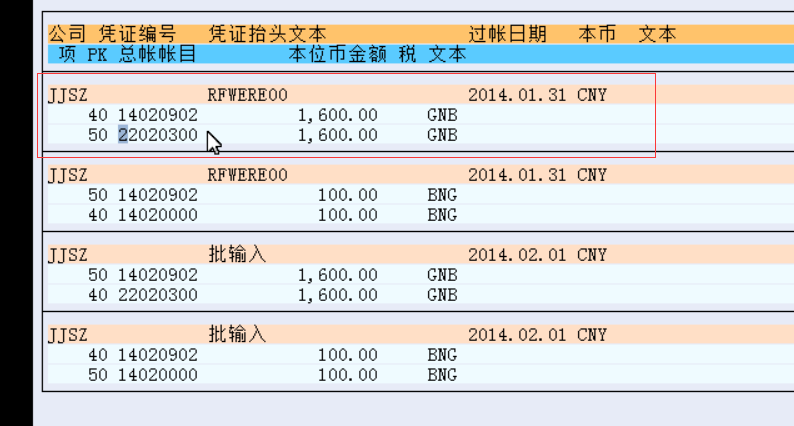 公司 凭证编号 凭证抬头文本 过帐日期 本币 文本
项 PK 总帐帐目 本位币金额 税 文本
JJSZ RFWERE00 2014.01.31 CNY
40 14020902 1,600.00 GNB
50 22020300 1,600.00 GNB
JJSZ RFWERE00 2014.01.31 CNY
50 14020902 100.00 BNG
40 14020000 100.00 BNG
JJSZ 批输入 2014.02.01 CNY
50 14020902 1,600.00 GNB
40 22020300 1,600.00 GNB
JJSZ 批输入 2014.02.01 CNY
40 14020902 100.00 BNG
50 14020000 100.00 BNG